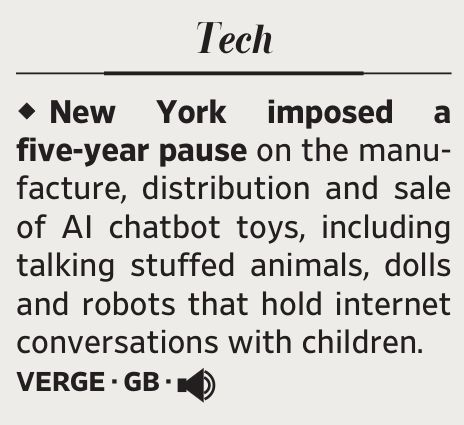 Tech
◆ New York imposed a
five-year pause on the manu-
facture, distribution and sale
of AI chatbot toys, including
talking stuffed animals, dolls
and robots that hold internet
conversations with children.
VERGE · GB ·